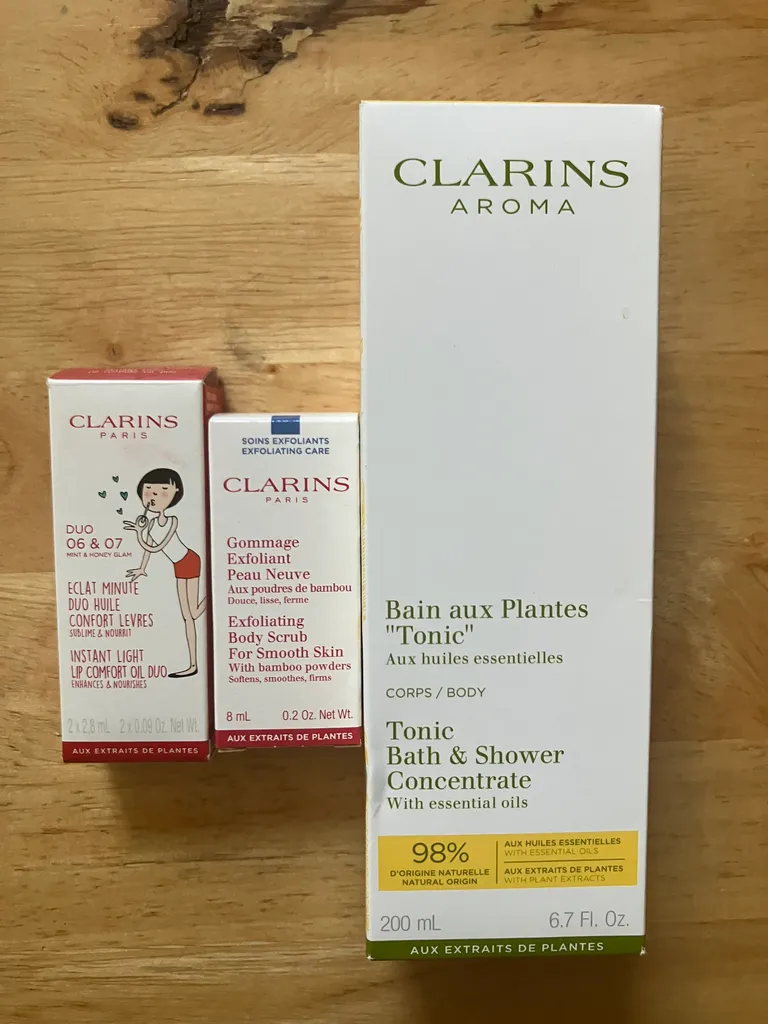 CLARINS
PARIS
DUO
06 & 07
MINT & HONEY GLAM
ECLAT MINUTE
DUO HUILE
CONFORT LEVRES
SUBLIME & NOURRIT
INSTANT LIGHT
LIP COMFORT OIL DUO
ENHANCES & NOURISHES
2 x 2,8 mL 2 x 0.09 Oz. Net Wt.
AUX EXTRAITS DE PLANTES
SOINS EXFOLIANTS
EXFOLIATING CARE
CLARINS
PARIS
Gommage
Exfoliant
Peau Neuve
Aux poudres de bambou
Douce, lisse, ferme
Exfoliating
Body Scrub
For Smooth Skin
With bamboo powders
Softens, smoothes, firms
8 mL 0.2 Oz. Net Wt.
AUX EXTRAITS DE PLANTES
CLARINS
AROMA
Bain aux Plantes
"Tonic"
Aux huiles essentielles
CORPS / BODY
Tonic
Bath & Shower
Concentrate
With essential oils
98%
D'ORIGINE NATURELLE
NATURAL ORIGIN
AUX HUILES ESSENTIELLES
WITH ESSENTIAL OILS
AUX EXTRAITS DE PLANTES
WITH PLANT EXTRACTS
200 mL 6.7 Fl. Oz.
AUX EXTRAITS DE PLANTES